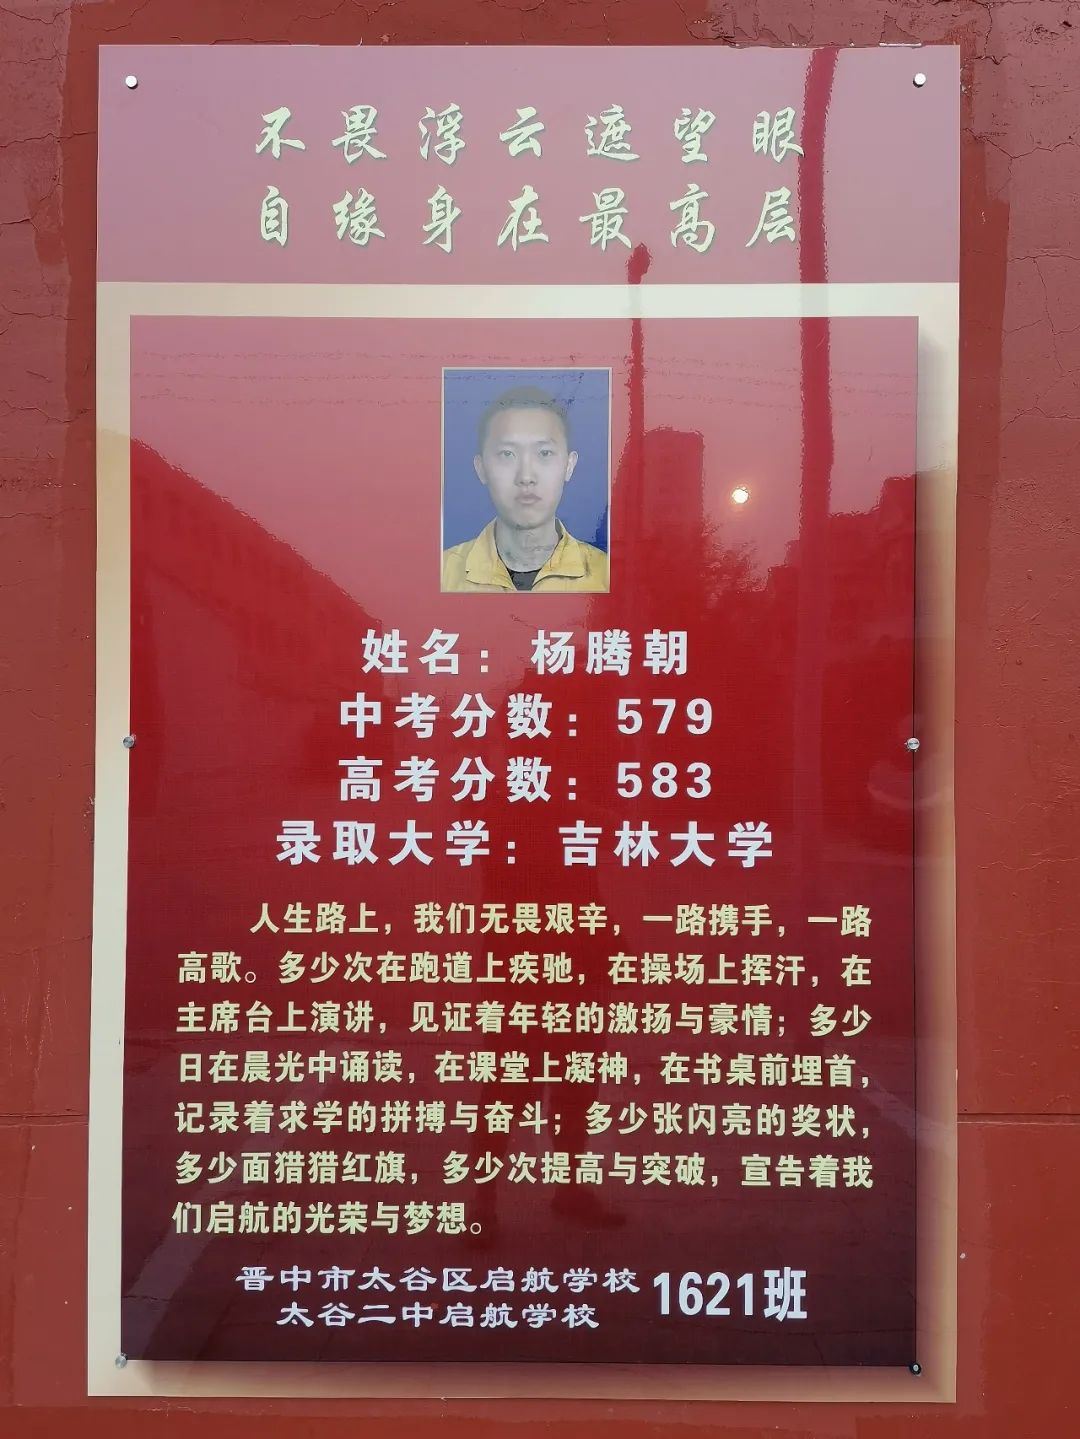 不畏浮云遮望眼
自缘身在最高层
姓名：杨腾朝
中考分数：579
高考分数：583
录取大学：吉林大学
人生路上，我们无畏艰辛，一路携手，一路
高歌。多少次在跑道上疾驰，在操场上挥汗，在
主席台上演讲，见证着年轻的激扬与豪情；多少
日在晨光中诵读，在课堂上凝神，在书桌前埋首，
记录着求学的拼搏与奋斗；多少张闪亮的奖状，
多少面猎猎红旗，多少次提高与突破，宣告着我
们启航的光荣与梦想。
晋中市太谷区启航学校
太谷二中启航学校
1621班